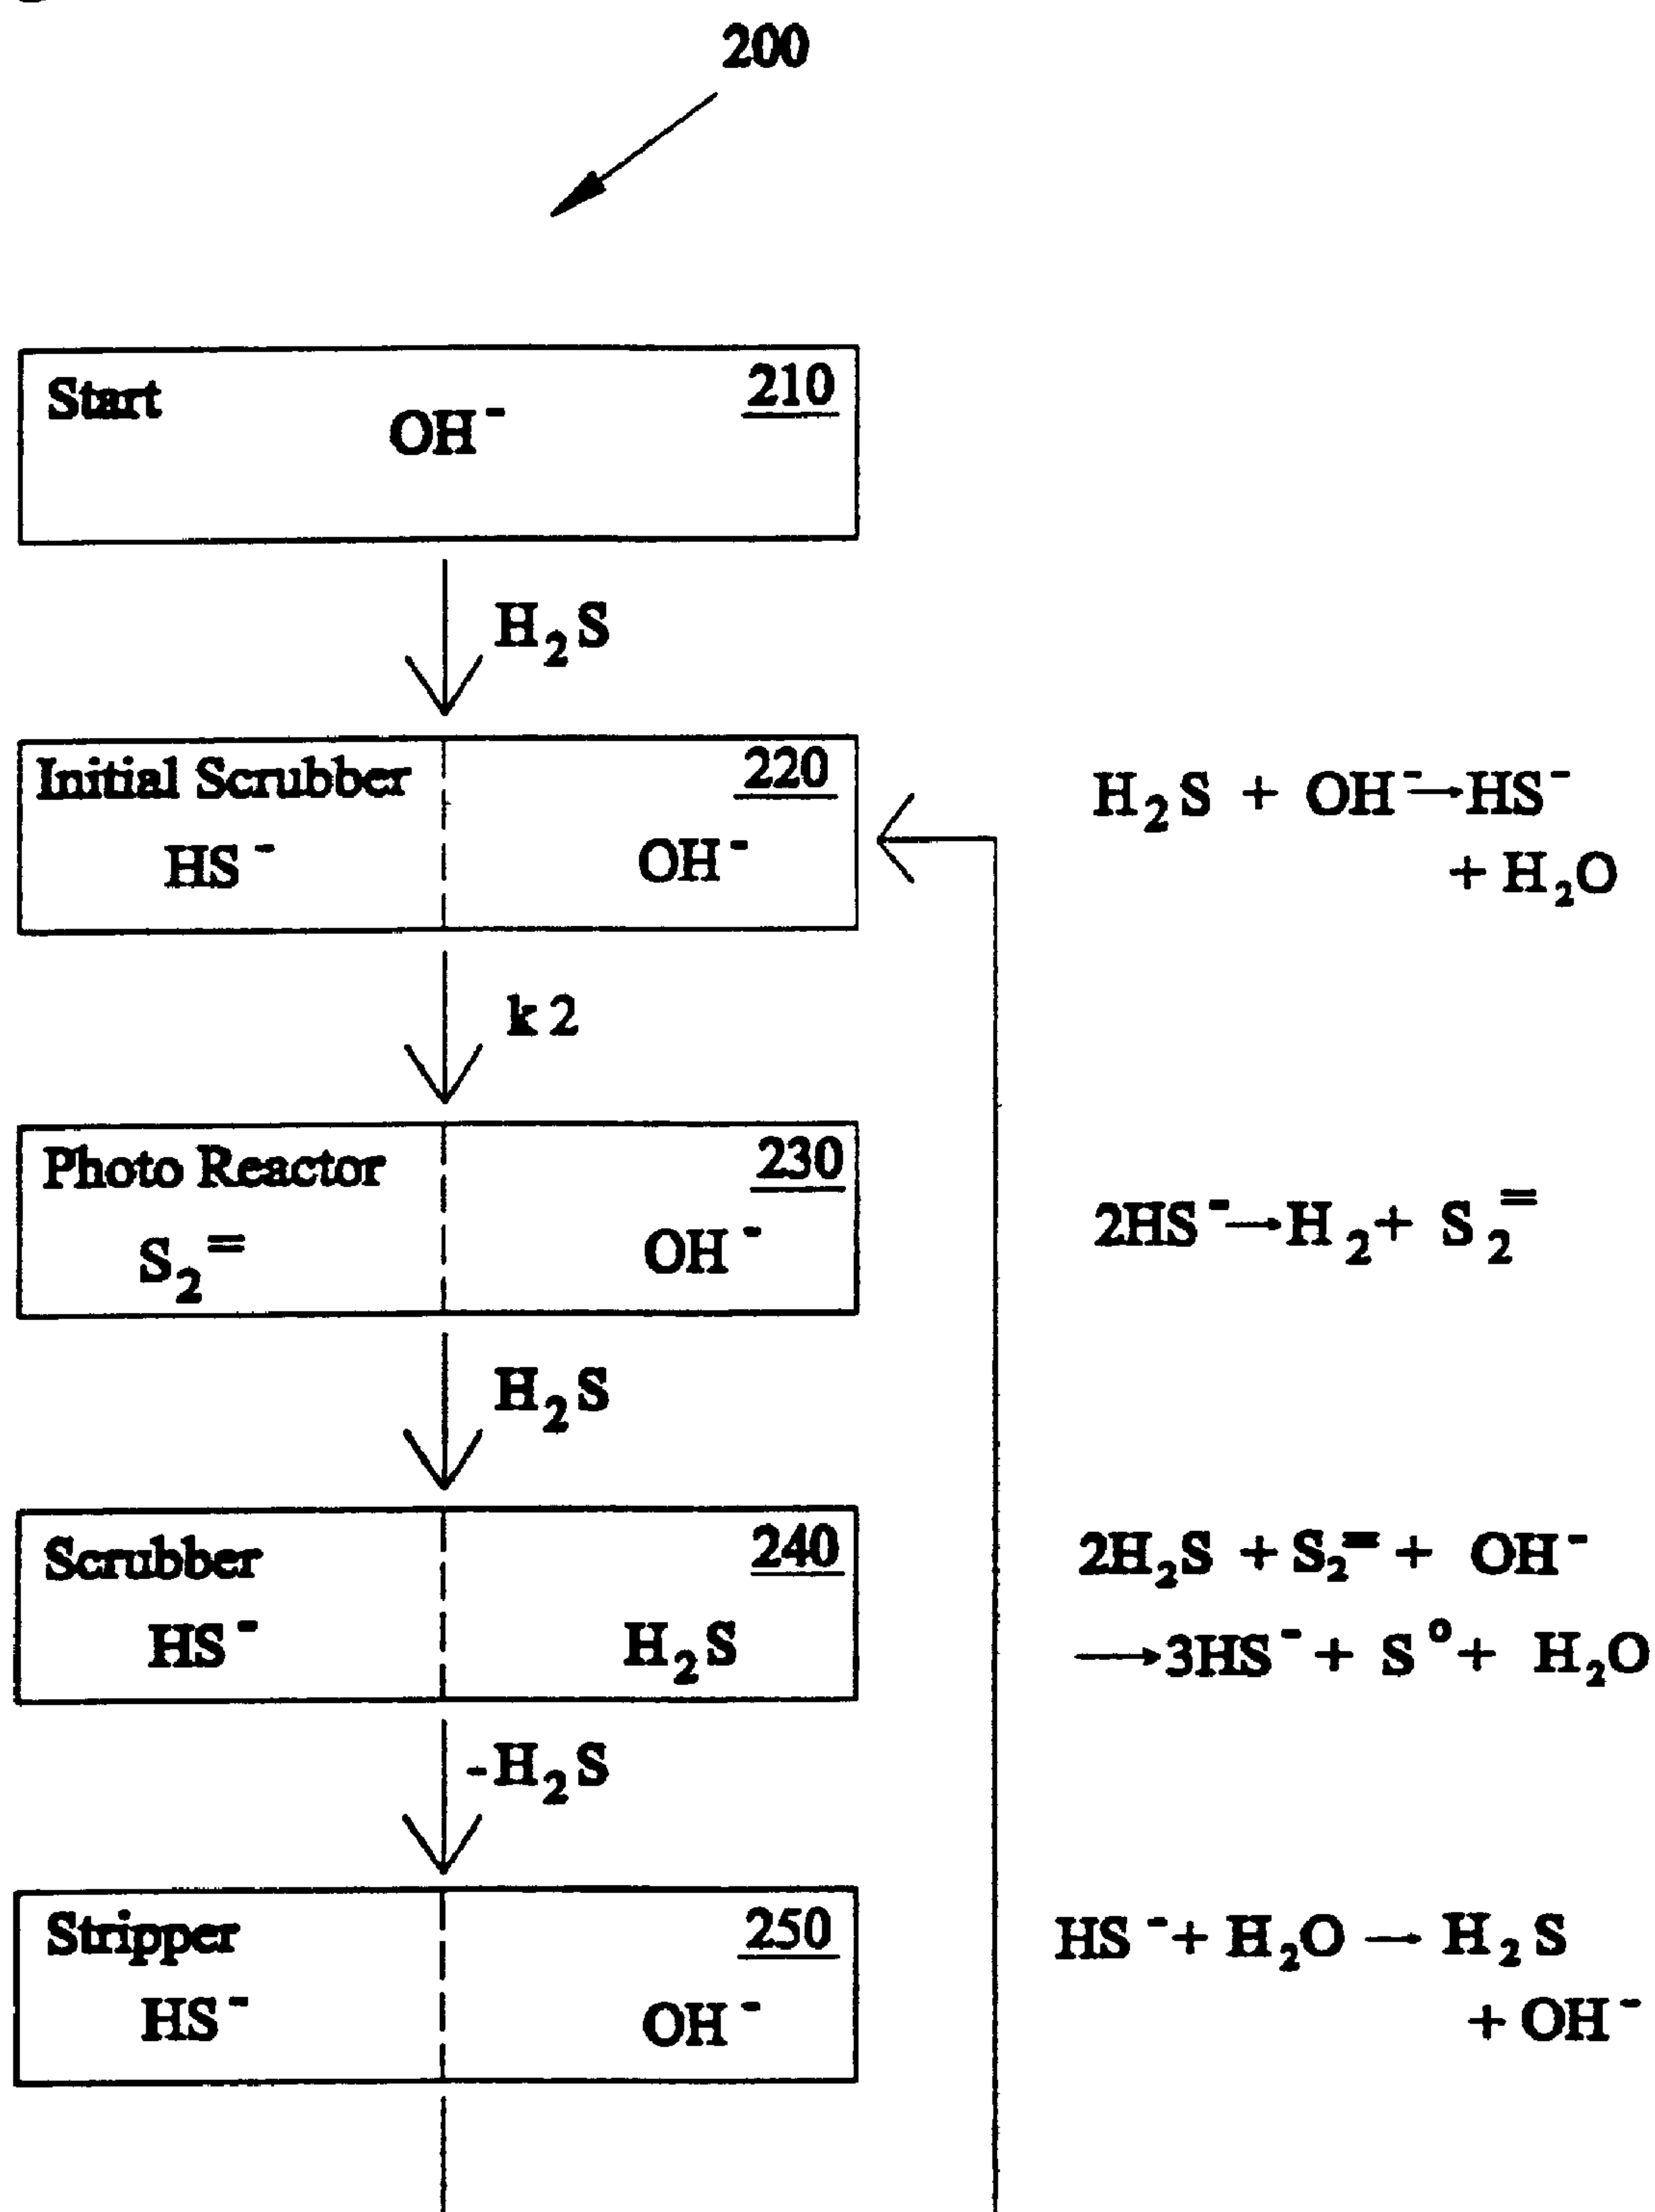 200
Start 210
OH⁻
H₂S
Initial Scrubber 220
HS⁻ OH⁻
H₂S + OH⁻→HS⁻
+ H₂O
k 2
Photo Reactor 230
S₂⁼ OH⁻
2HS⁻→H₂ + S₂⁼
H₂S
Scrubber 240
HS⁻ H₂S
2H₂S + S₂⁼ + OH⁻
→3HS⁻ + S⁰ + H₂O
-H₂S
Stripper 250
HS⁻ OH⁻
HS⁻ + H₂O → H₂S
+ OH⁻